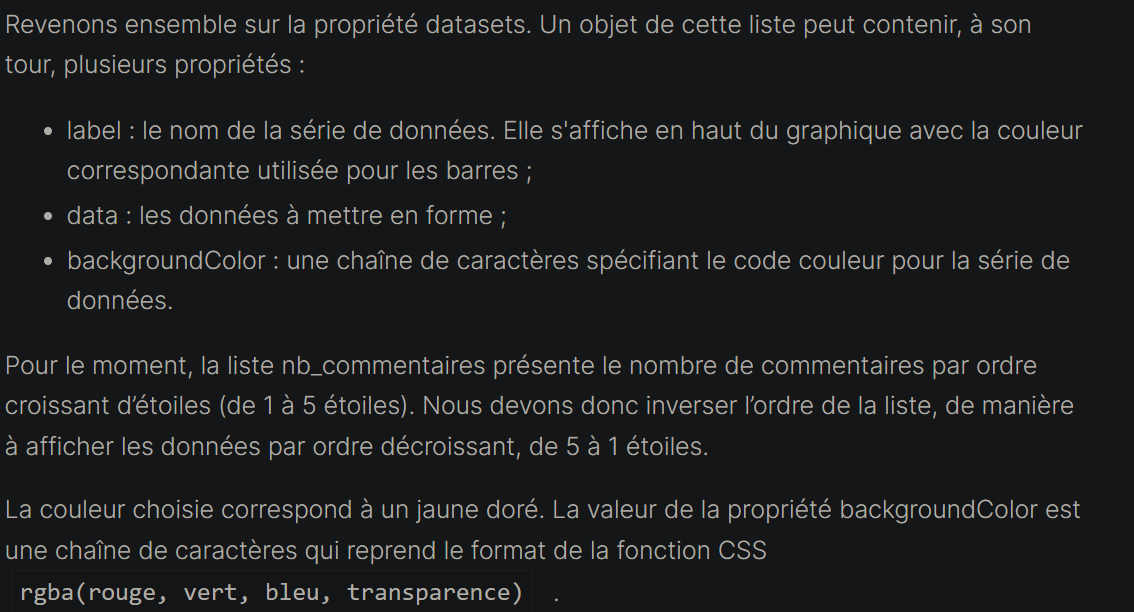 Revenons ensemble sur la propriété datasets. Un objet de cette liste peut contenir, à son
tour, plusieurs propriétés :
• label : le nom de la série de données. Elle s'affiche en haut du graphique avec la couleur
correspondante utilisée pour les barres ;
• data : les données à mettre en forme ;
• backgroundColor : une chaîne de caractères spécifiant le code couleur pour la série de
données.
Pour le moment, la liste nb_commentaires présente le nombre de commentaires par ordre
croissant d’étoiles (de 1 à 5 étoiles). Nous devons donc inverser l’ordre de la liste, de manière
à afficher les données par ordre décroissant, de 5 à 1 étoiles.
La couleur choisie correspond à un jaune doré. La valeur de la propriété backgroundColor est
une chaîne de caractères qui reprend le format de la fonction CSS
rgba(rouge, vert, bleu, transparence) .